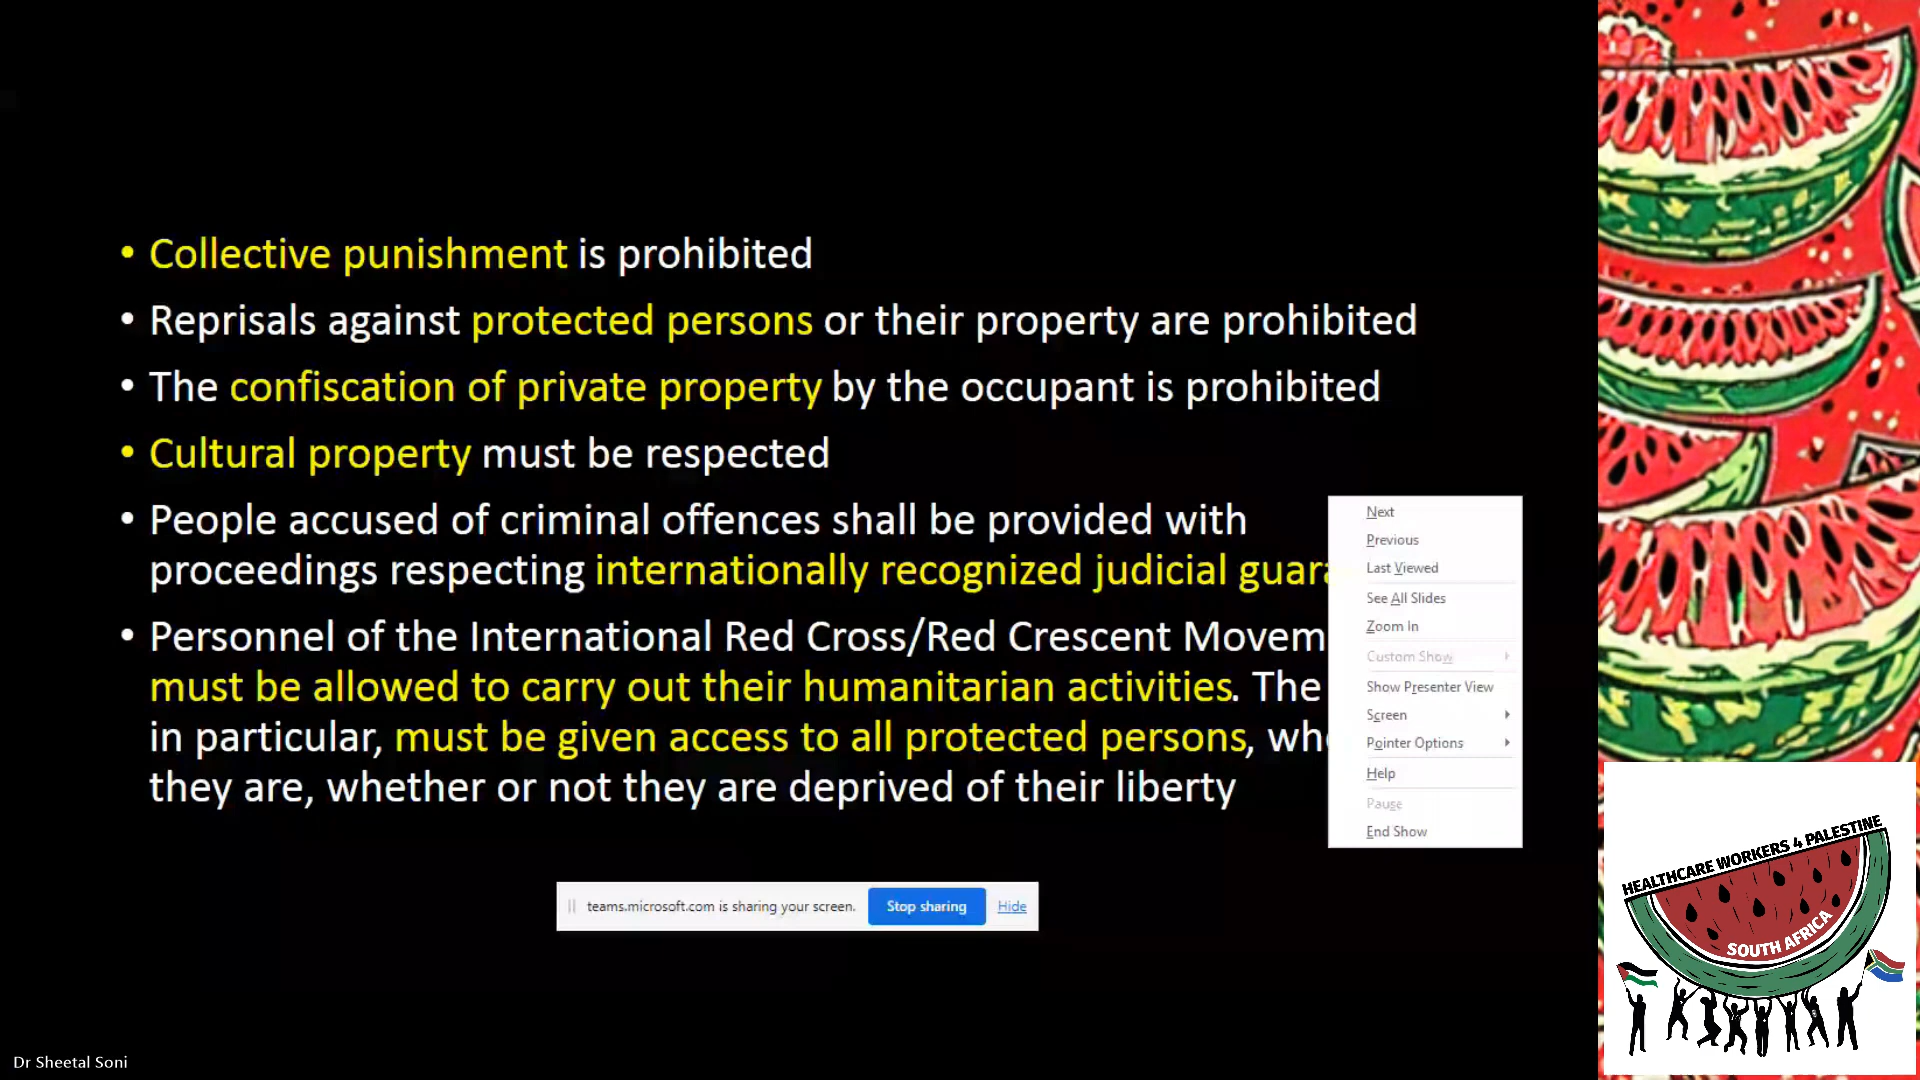 • Collective punishment is prohibited
• Reprisals against protected persons or their property are prohibited
• The confiscation of private property by the occupant is prohibited
• Cultural property must be respected
• People accused of criminal offences shall be provided with
proceedings respecting internationally recognized judicial
• Personnel of the International Red Cross/Red Crescent
must be allowed to carry out their humanitarian activities. The
in particular, must be given access to all protected persons,
they are, whether or not they are deprived of their liberty
Next
Previous
Last Viewed
See All Slides
Zoom In
Custom Show
Show Presenter View
Screen
Pointer Options
Help
Pause
End Show
teams.microsoft.com is sharing your screen. Stop sharing Hide
HEALTHCARE WORKERS 4 PALESTINE
SOUTH AFRICA
Dr Sheetal Soni